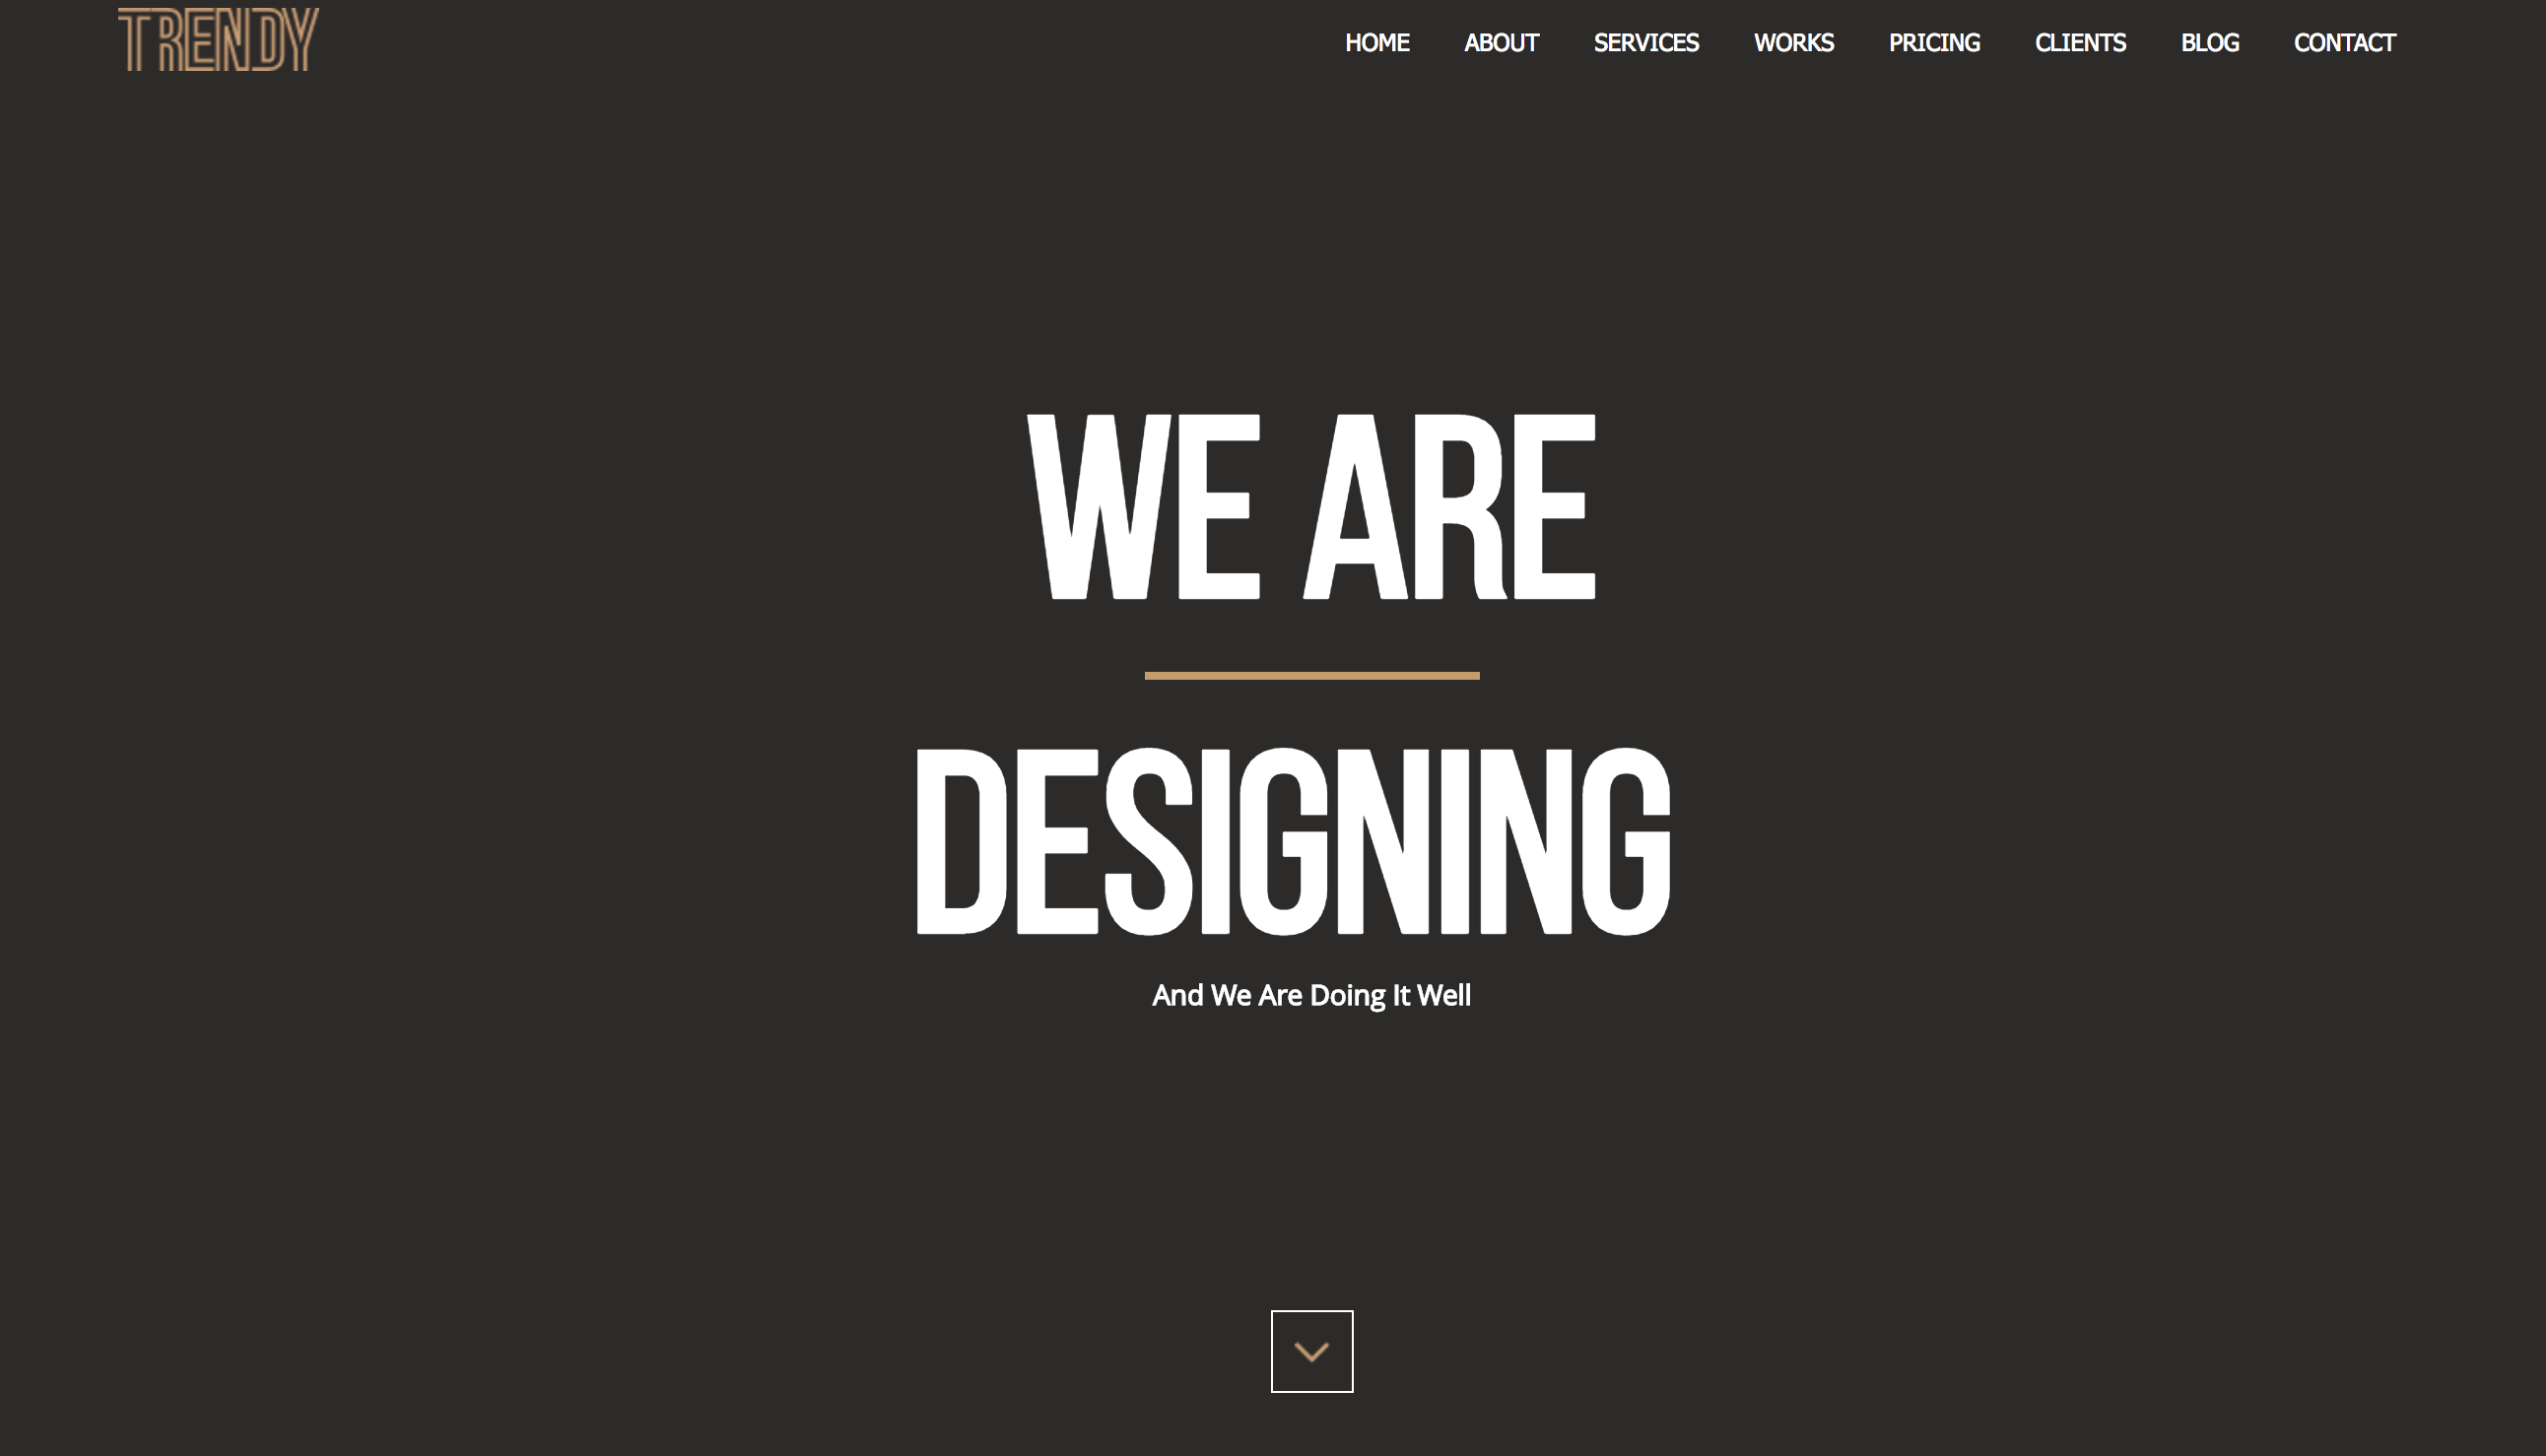 TRENDY
HOME ABOUT SERVICES WORKS PRICING CLIENTS BLOG CONTACT
WE ARE
DESIGNING
And We Are Doing It Well